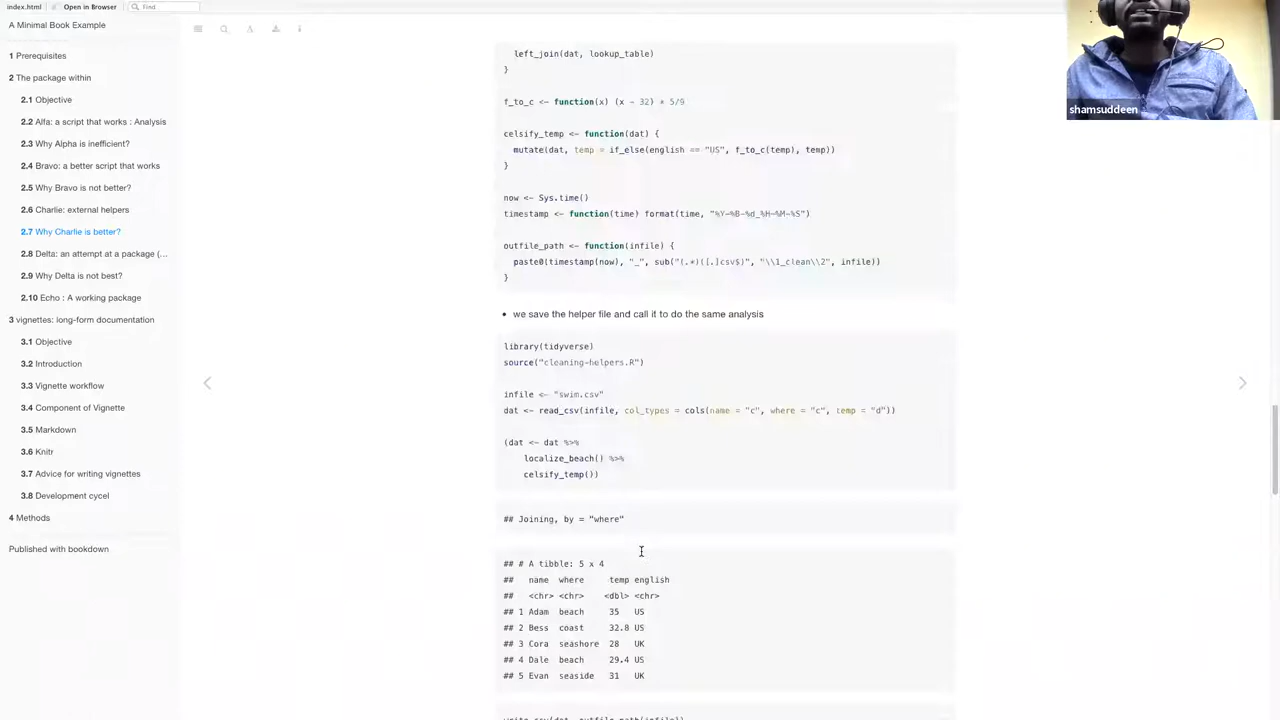 index.html
Open in Browser
Find
A Minimal Book Example
1 Prerequisites
2 The package within
2.1 Objective
2.2 Alfa: a script that works : Analysis
2.3 Why Alpha is inefficient?
2.4 Bravo: a better script that works
2.5 Why Bravo is not better?
2.6 Charlie: external helpers
2.7 Why Charlie is better?
2.8 Delta: an attempt at a package (...
2.9 Why Delta is not best?
2.10 Echo : A working package
3 vignettes: long-form documentation
3.1 Objective
3.2 Introduction
3.3 Vignette workflow
3.4 Component of Vignette
3.5 Markdown
3.6 Knitr
3.7 Advice for writing vignettes
3.8 Development cycel
4 Methods
Published with bookdown
left_join(dat, lookup_table)
}
f_to_c <- function(x) (x - 32) * 5/9
celsify_temp <- function(dat) {
mutate(dat, temp = if_else(english == "US", f_to_c(temp), temp))
}
now <- Sys.time()
timestamp <- function(time) format(time, "%Y-%B-%d_%H-%M-%S")
outfile_path <- function(infile) {
paste0(timestamp(now), "_", sub("(.*)([.]csv$)", "\\1_clean\\2", infile))
}
• we save the helper file and call it to do the same analysis
library(tidyverse)
source("cleaning-helpers.R")
infile <- "swim.csv"
dat <- read_csv(infile, col_types = cols(name = "c", where = "c", temp = "d"))
(dat <- dat %>%
localize_beach() %>%
celsify_temp())
## Joining, by = "where"
## # A tibble: 5 x 4
## name where temp english
## <chr> <chr> <dbl> <chr>
## 1 Adam beach 35 US
## 2 Bess coast 32.8 US
## 3 Cora seashore 28 UK
## 4 Dale beach 29.4 US
## 5 Evan seaside 31 UK
write_csv(dat, outfile_path(infile))
shamsuddeen